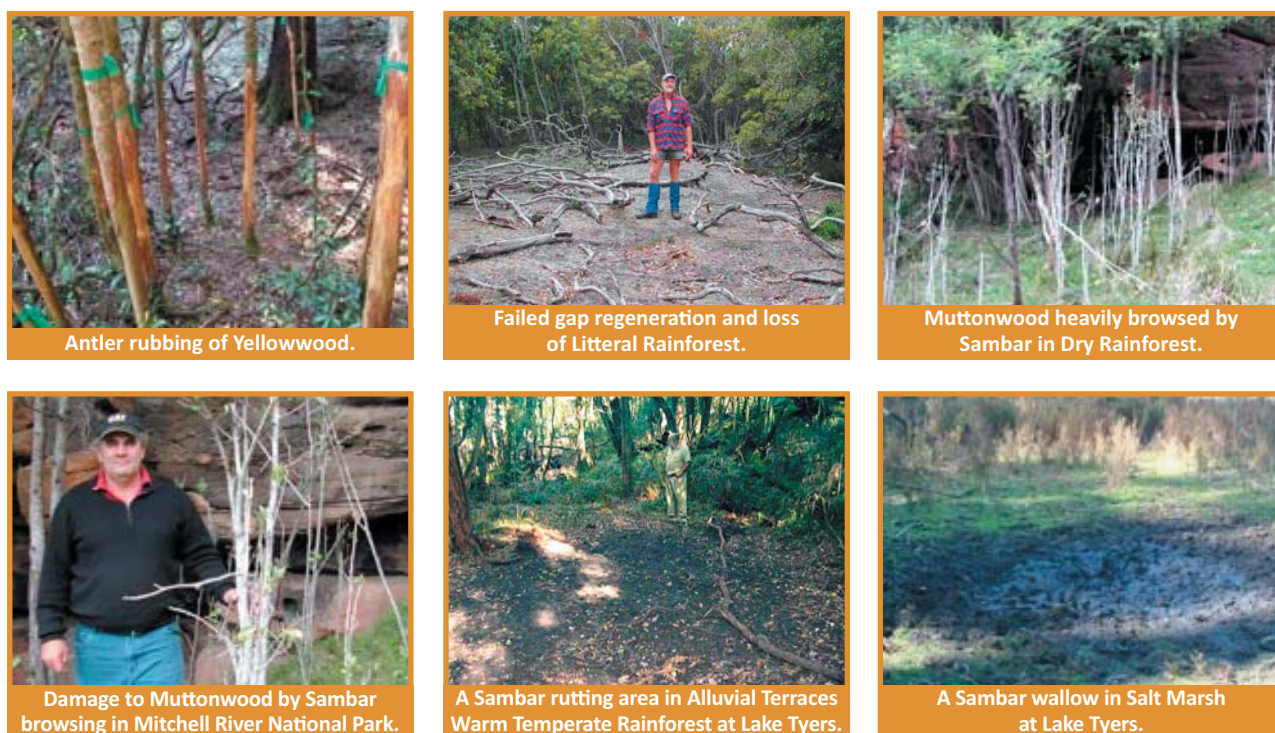 Antler rubbing of Yellowwood.
Failed gap regeneration and loss
of Litteral Rainforest.
Muttonwood heavily browsed by
Sambar in Dry Rainforest.
Damage to Muttonwood by Sambar
browsing in Mitchell River National Park.
A Sambar rutting area in Alluvial Terraces
Warm Temperate Rainforest at Lake Tyers.
A Sambar wallow in Salt Marsh
at Lake Tyers.